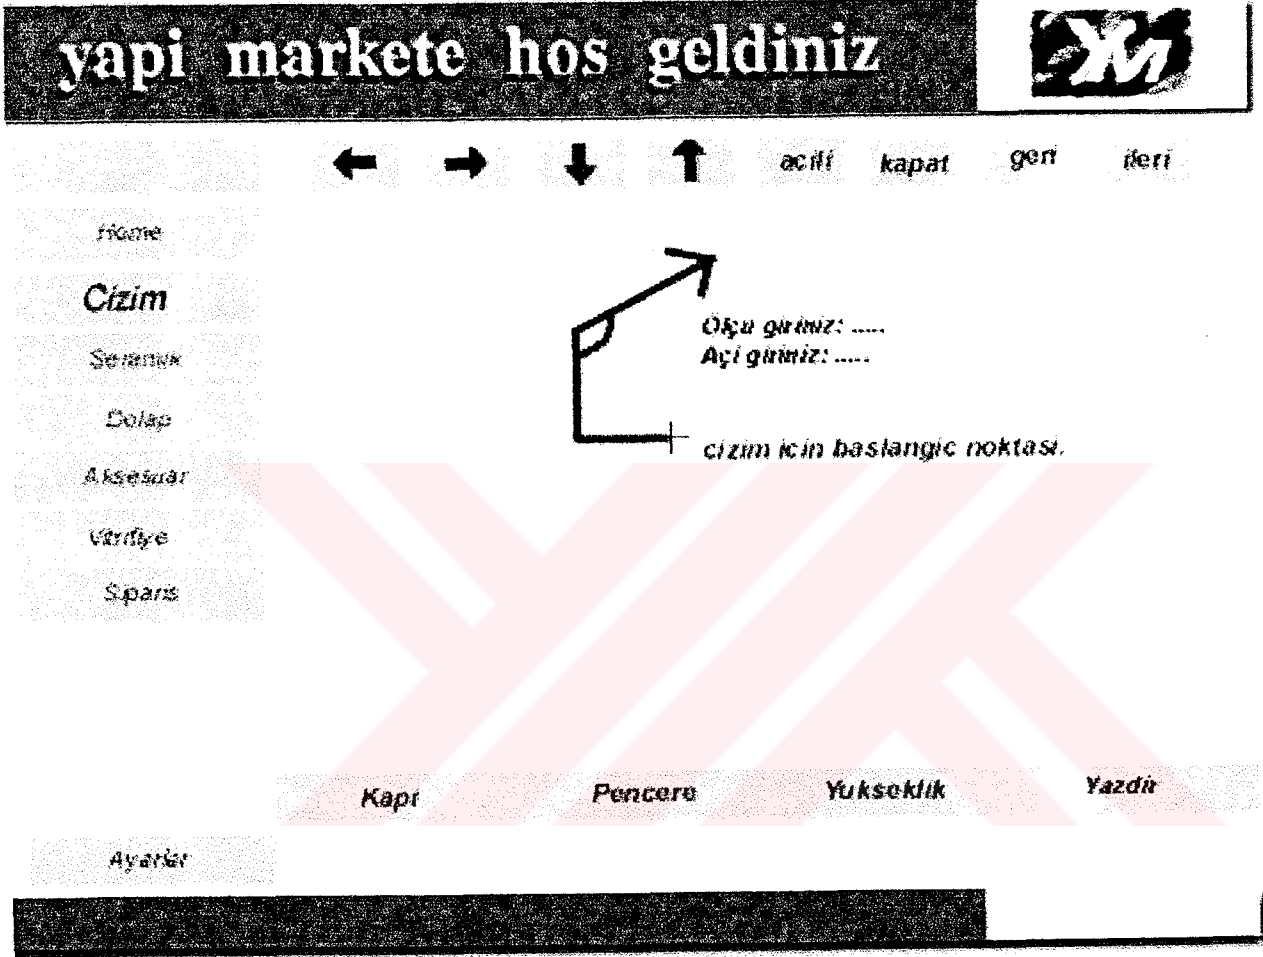 yapi markete hos geldiniz
YM
acili kapat geri ileri
Home
Cizim
Seramik
Dolap
Aksesuar
Vitrifiye
Siparis
Ölçü giriniz: .....
Açi giriniz: .....
cizim icin baslangic noktasi.
Kapi Pencere Yukseklik Yazdir
Ayarlar